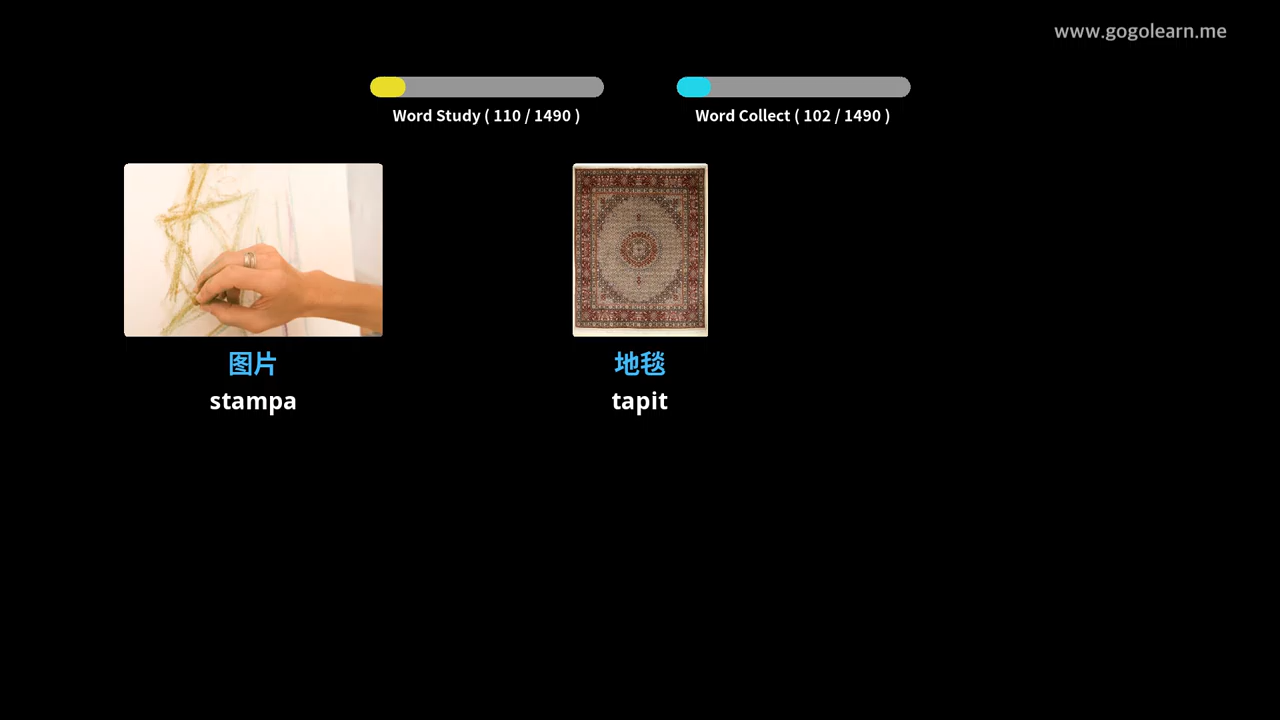 www.gogolearn.me
Word Study ( 110 / 1490 )
Word Collect ( 102 / 1490 )
图片
stampa
地毯
tapit